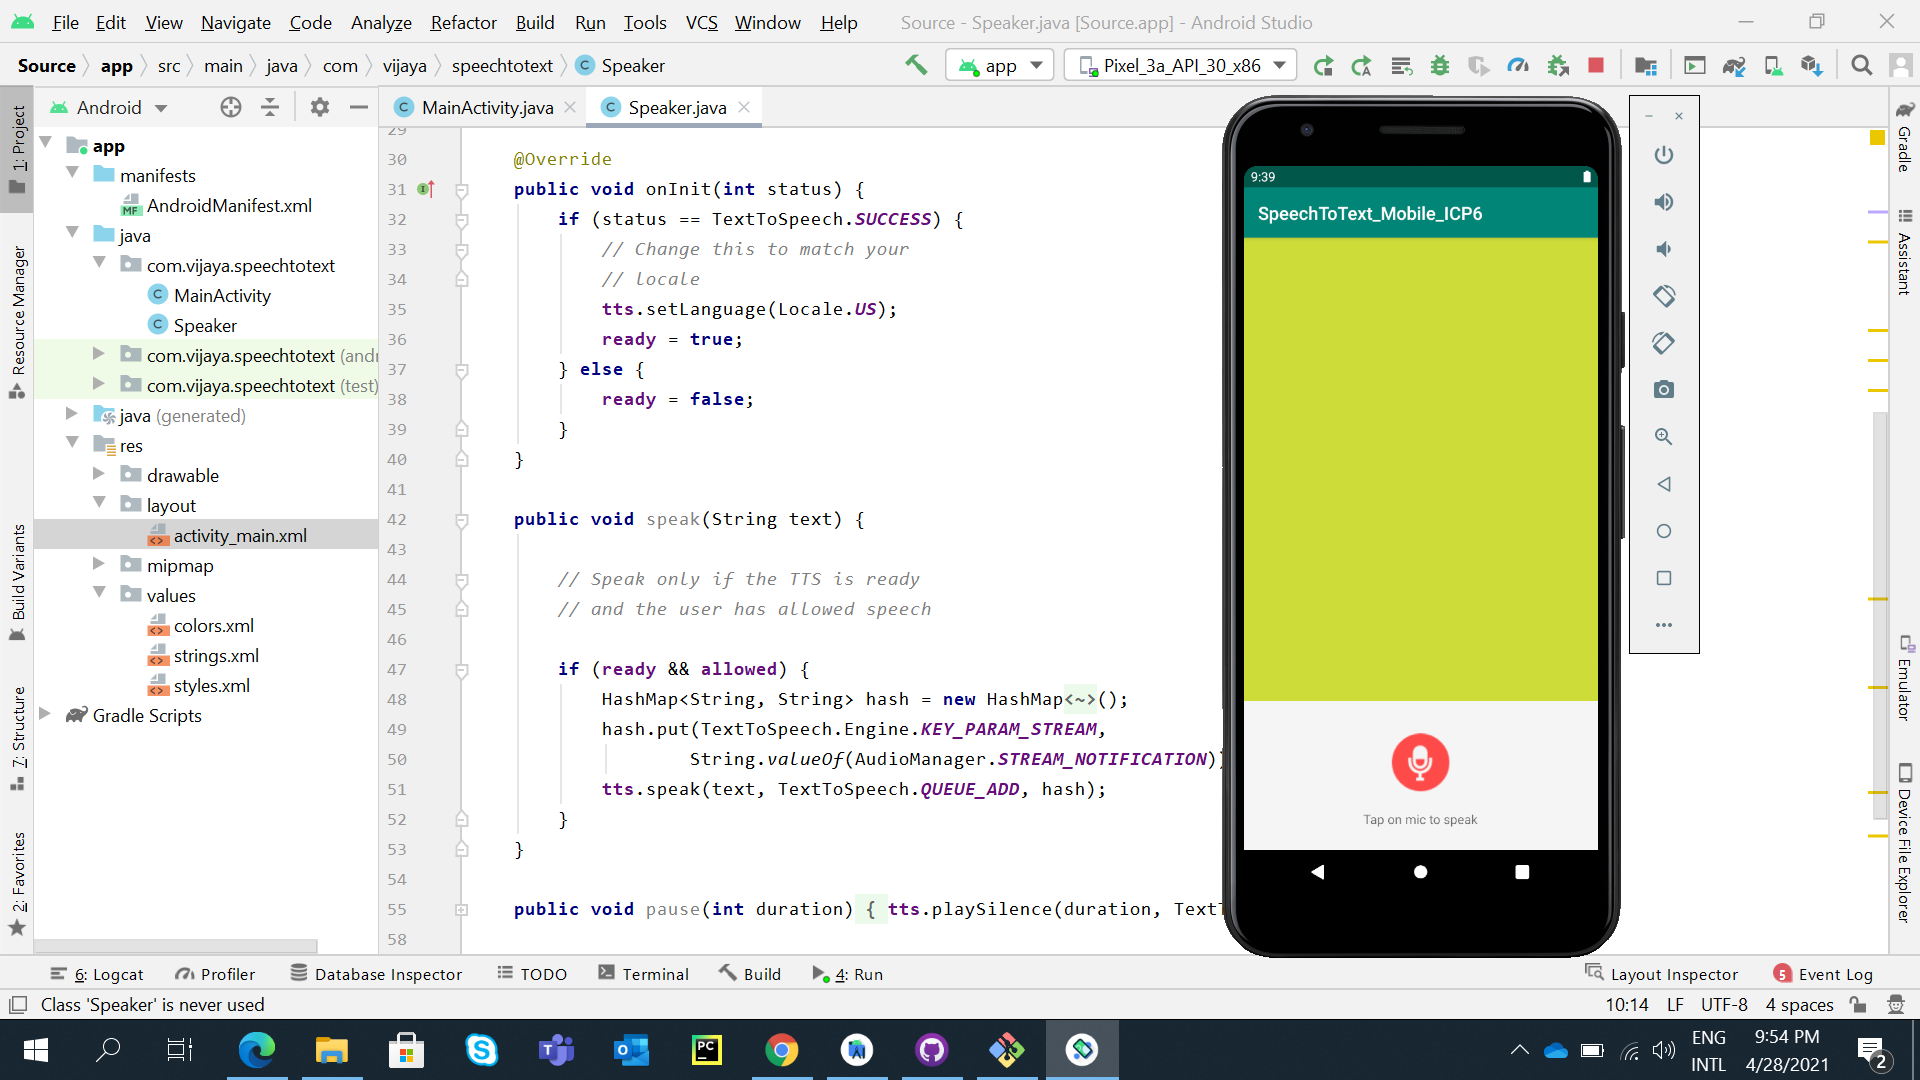 File Edit View Navigate Code Analyze Refactor Build Run Tools VCS Window Help Source - Speaker.java [Source.app] - Android Studio
Source app src main java com vijaya speechtotext Speaker
app Pixel_3a_API_30_x86
Android
MainActivity.java Speaker.java
1: Project
Resource Manager
Build Variants
7: Structure
2: Favorites
app
manifests
AndroidManifest.xml
java
com.vijaya.speechtotext
MainActivity
Speaker
com.vijaya.speechtotext (andr
com.vijaya.speechtotext (test)
java (generated)
res
drawable
layout
activity_main.xml
mipmap
values
colors.xml
strings.xml
styles.xml
Gradle Scripts
29
30 @Override
31 public void onInit(int status) {
32 if (status == TextToSpeech.SUCCESS) {
33 // Change this to match your
34 // locale
35 tts.setLanguage(Locale.US);
36 ready = true;
37 } else {
38 ready = false;
39 }
40 }
41
42 public void speak(String text) {
43
44 // Speak only if the TTS is ready
45 // and the user has allowed speech
46
47 if (ready && allowed) {
48 HashMap<String, String> hash = new HashMap<~>();
49 hash.put(TextToSpeech.Engine.KEY_PARAM_STREAM,
50 String.valueOf(AudioManager.STREAM_NOTIFICATION))
51 tts.speak(text, TextToSpeech.QUEUE_ADD, hash);
52 }
53 }
54
55 public void pause(int duration) { tts.playSilence(duration, TextT
58
9:39
SpeechToText_Mobile_ICP6
Tap on mic to speak
Gradle
Assistant
Emulator
Device File Explorer
6: Logcat Profiler Database Inspector TODO Terminal Build 4: Run Layout Inspector 5 Event Log
Class 'Speaker' is never used 10:14 LF UTF-8 4 spaces
ENG 9:54 PM
INTL 4/28/2021 2